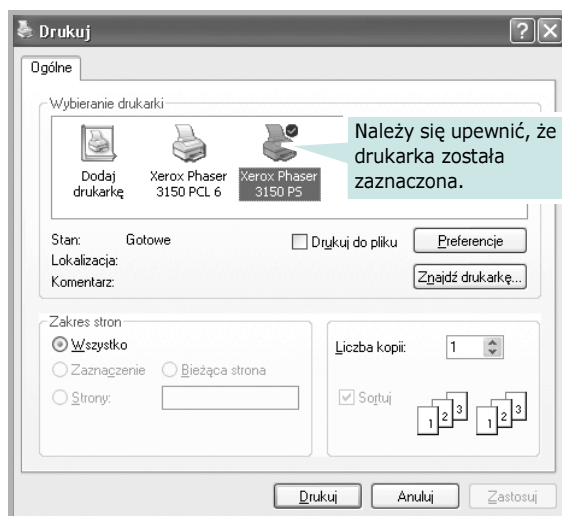 Drukuj
Ogólne
Wybieranie drukarki
Dodaj drukarkę
Xerox Phaser 3150 PCL 6
Xerox Phaser 3150 PS
Należy się upewnić, że
drukarka została
zaznaczona.
Stan: Gotowe
Drukuj do pliku
Preferencje
Lokalizacja:
Komentarz:
Znajdź drukarkę...
Zakres stron
Wszystko
Zaznaczenie
Bieżąca strona
Strony:
Liczba kopii: 1
Sortuj
1 2 3 1 2 3
Drukuj
Anuluj
Zastosuj